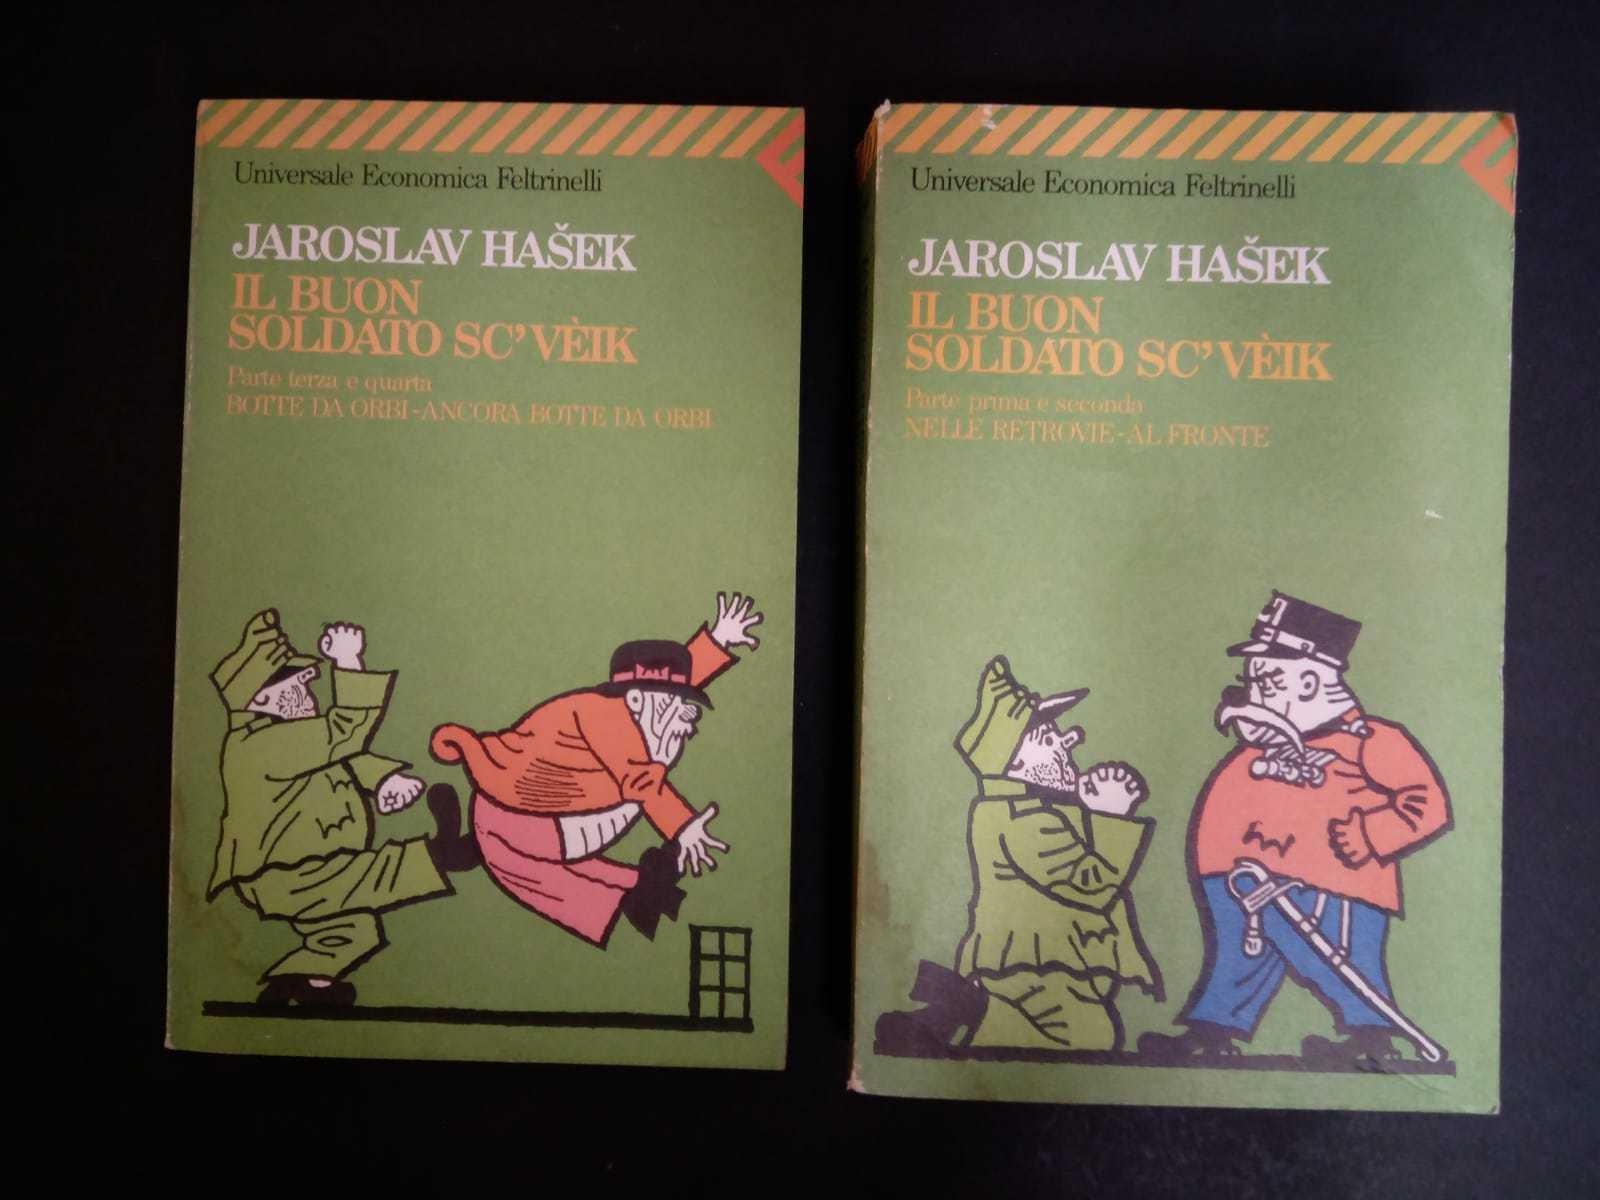 Universale Economica Feltrinelli
JAROSLAV HAŠEK
IL BUON
SOLDATO SC'VÈIK
Parte terza e quarta
BOTTE DA ORBI-ANCORA BOTTE DA ORBI
Universale Economica Feltrinelli
JAROSLAV HAŠEK
IL BUON
SOLDATO SC'VÈIK
Parte prima e seconda
NELLE RETROVIE-AL FRONTE